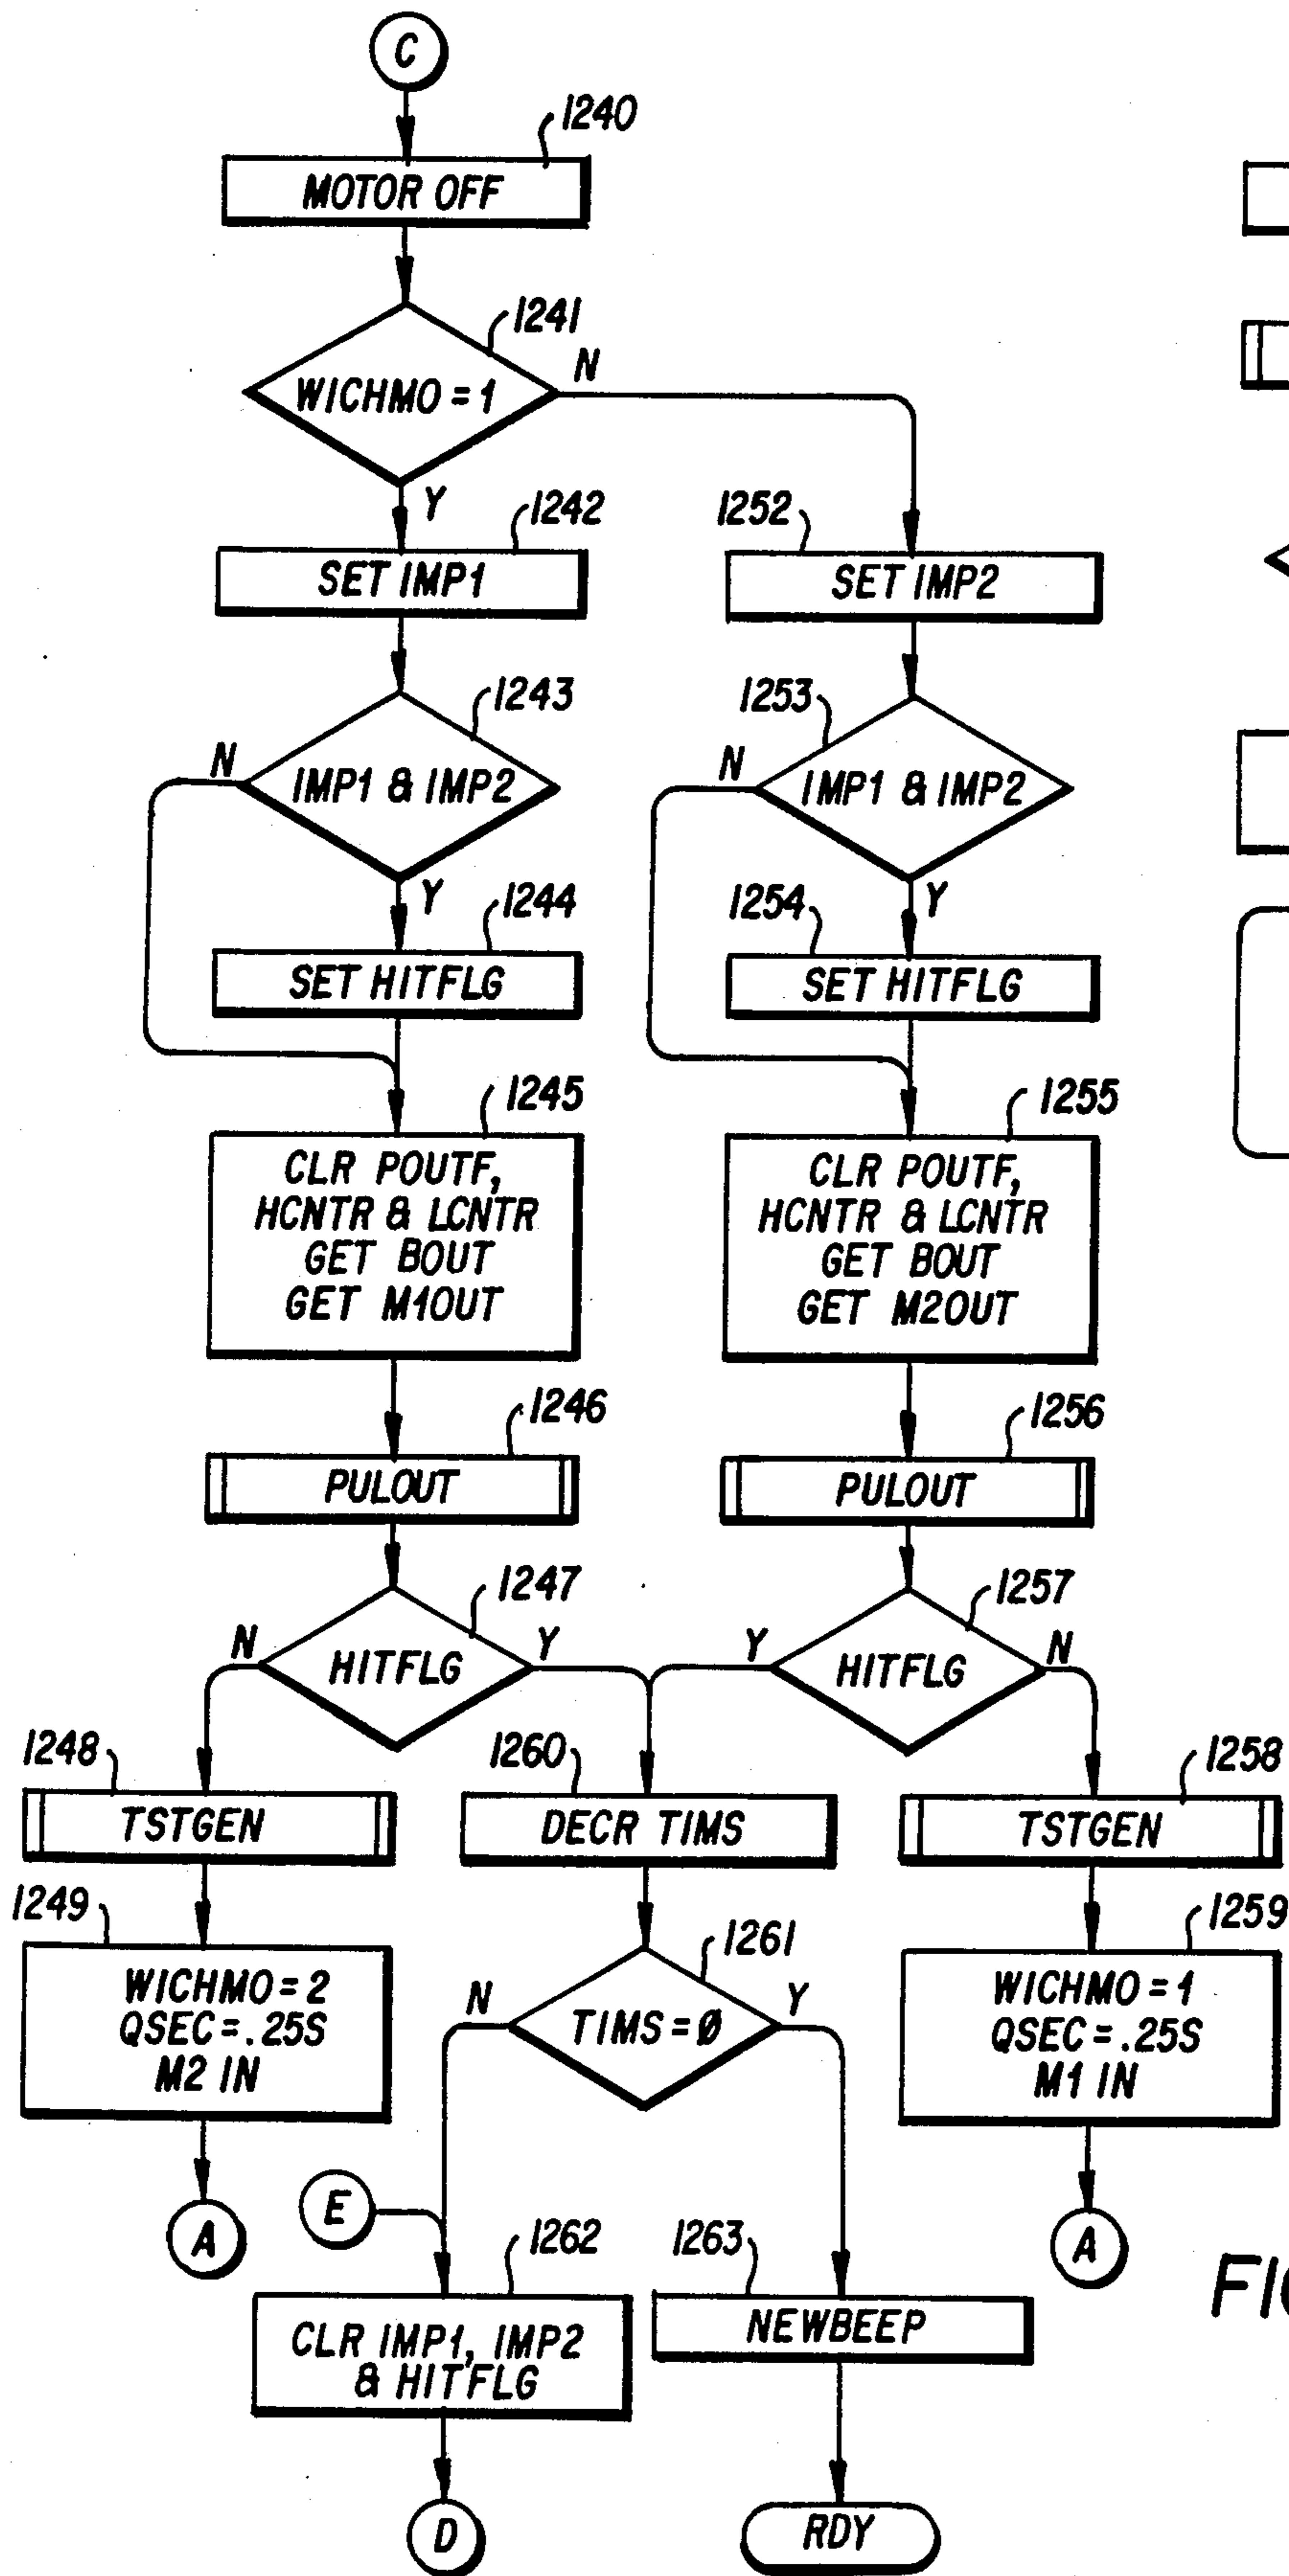 C
1240
MOTOR OFF
1241
WICHMO = 1
N
Y
1242
SET IMP1
1252
SET IMP2
1243
IMP1 & IMP2
N
Y
1253
IMP1 & IMP2
N
Y
1244
SET HITFLG
1254
SET HITFLG
1245
CLR POUTF,
HCNTR & LCNTR
GET BOUT
GET M1OUT
1255
CLR POUTF,
HCNTR & LCNTR
GET BOUT
GET M2OUT
1246
PULOUT
1256
PULOUT
1247
N
HITFLG
Y
1257
Y
HITFLG
N
1248
TSTGEN
1260
DECR TIMS
1258
TSTGEN
1249
WICHMO = 2
QSEC = .25S
M2 IN
1261
N
TIMS = Ø
Y
1259
WICHMO = 1
QSEC = .25S
M1 IN
A
E
A
1262
CLR IMP1, IMP2
& HITFLG
1263
NEWBEEP
D
RDY